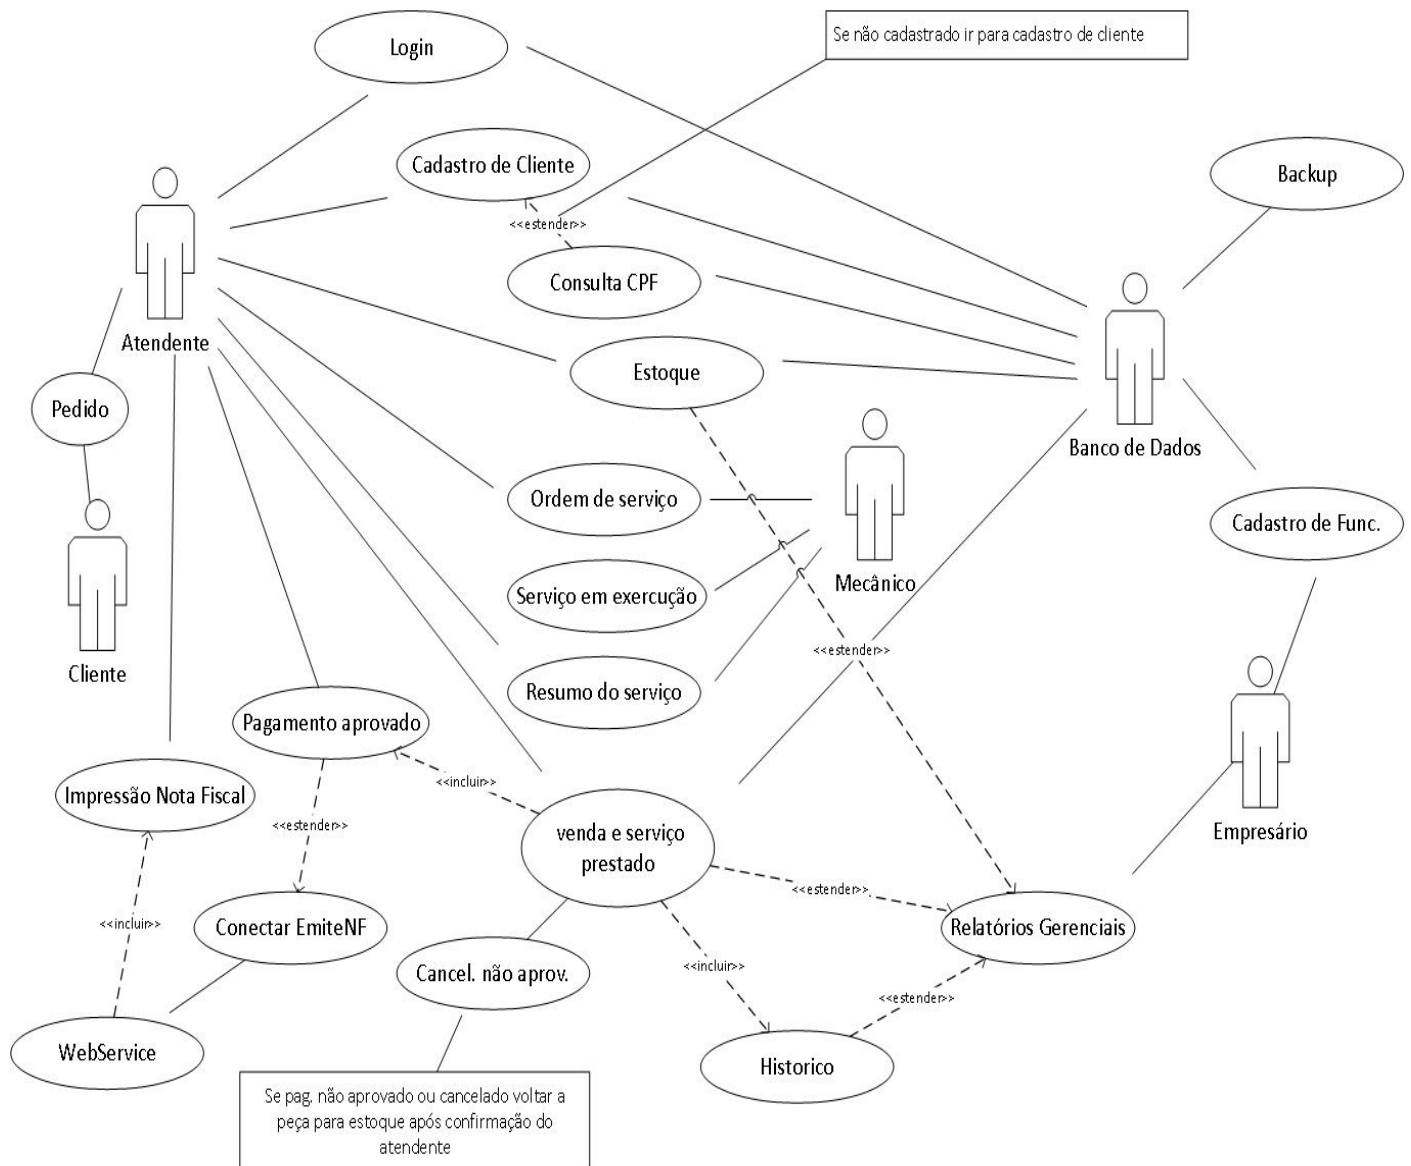 Login
Se não cadastrado ir para cadastro de cliente
Cadastro de Cliente
Backup
<<estender>>
Consulta CPF
Atendente
Estoque
Pedido
Banco de Dados
Ordem de serviço
Cadastro de Func.
Mecânico
Serviço em exercução
<<estender>>
Cliente
Resumo do serviço
Pagamento aprovado
<<incluir>>
Impressão Nota Fiscal
<<estender>>
venda e serviço
prestado
Empresário
<<estender>>
<<incluir>>
Conectar EmiteNF
Relatórios Gerenciais
Cancel. não aprov.
<<incluir>>
<<estender>>
WebService
Historico
Se pag. não aprovado ou cancelado voltar a
peça para estoque após confirmação do
atendente